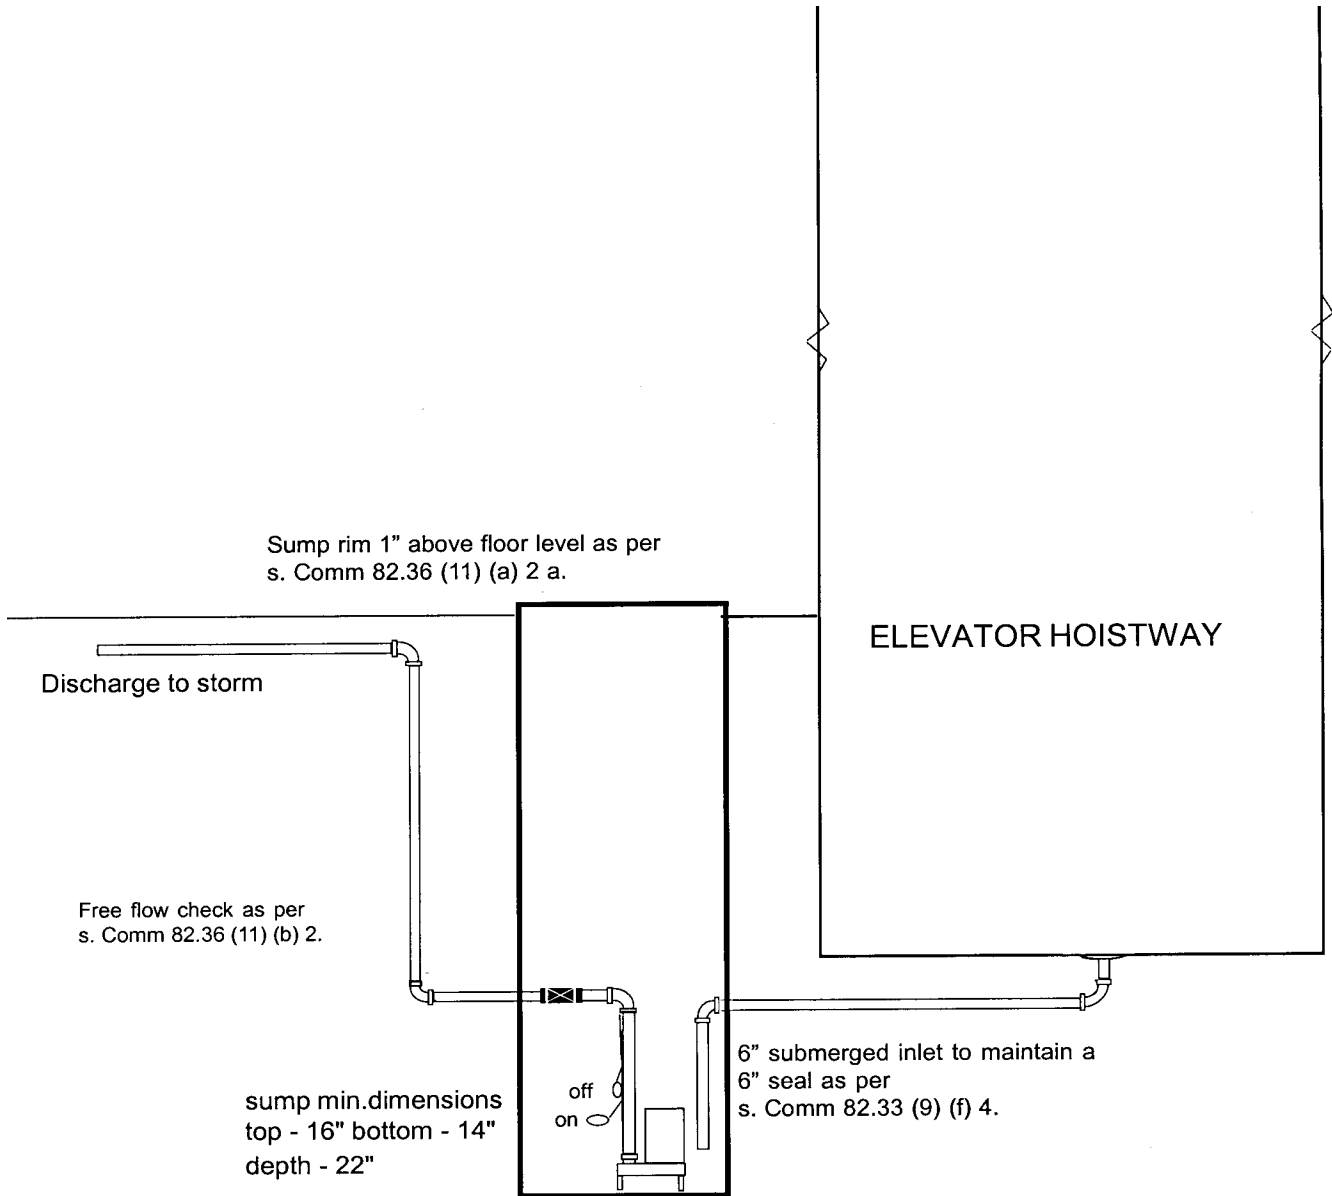 Sump rim 1” above floor level as per
s. Comm 82.36 (11) (a) 2 a.
ELEVATOR HOISTWAY
Discharge to storm
Free flow check as per
s. Comm 82.36 (11) (b) 2.
6” submerged inlet to maintain a
6” seal as per
s. Comm 82.33 (9) (f) 4.
off
on
sump min.dimensions
top - 16" bottom - 14"
depth - 22"